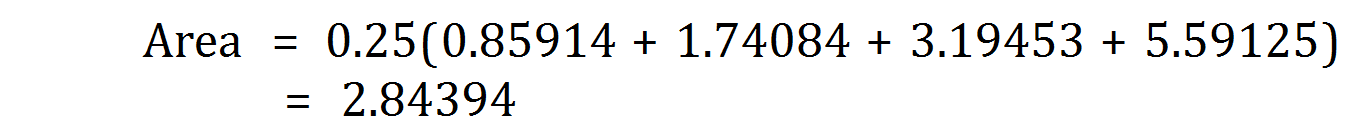 Area = 0.25(0.85914 + 1.74084 + 3.19453 + 5.59125)
= 2.84394